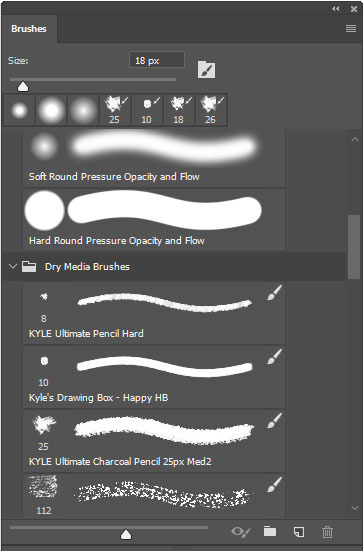 Brushes
Size:
18 px
25 10 18 26
Soft Round Pressure Opacity and Flow
Hard Round Pressure Opacity and Flow
Dry Media Brushes
8
KYLE Ultimate Pencil Hard
10
Kyle's Drawing Box - Happy HB
25
KYLE Ultimate Charcoal Pencil 25px Med2
112